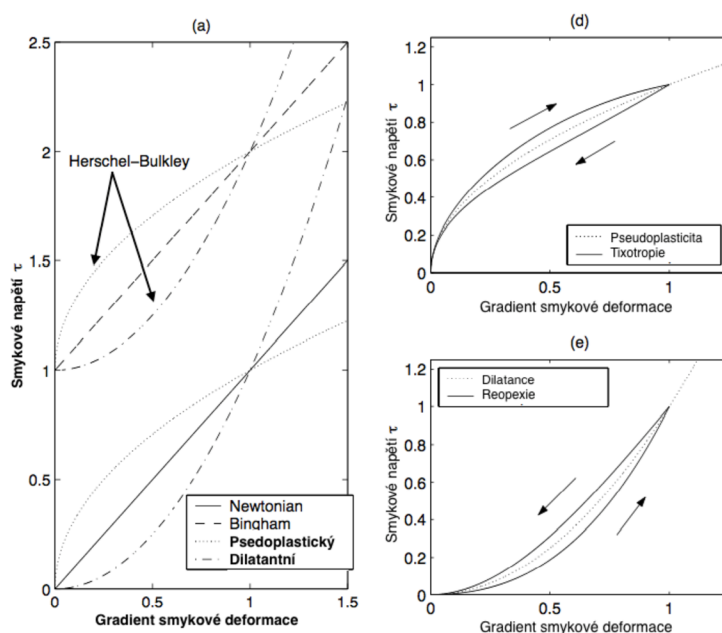 (a)
2.5
2
1.5
1
0.5
0
Smykové napětí τ
Herschel–Bulkley
Newtonian
Bingham
Psedoplastický
Dilatantní
0
0.5
1
1.5
Gradient smykové deformace
(d)
1.2
1
0.8
0.6
0.4
0.2
0
Smykové napětí τ
Pseudoplasticita
Tixotropie
0
0.5
1
Gradient smykové deformace
(e)
1.2
1
0.8
0.6
0.4
0.2
0
Smykové napětí τ
Dilatance
Reopexie
0
0.5
1
Gradient smykové deformace